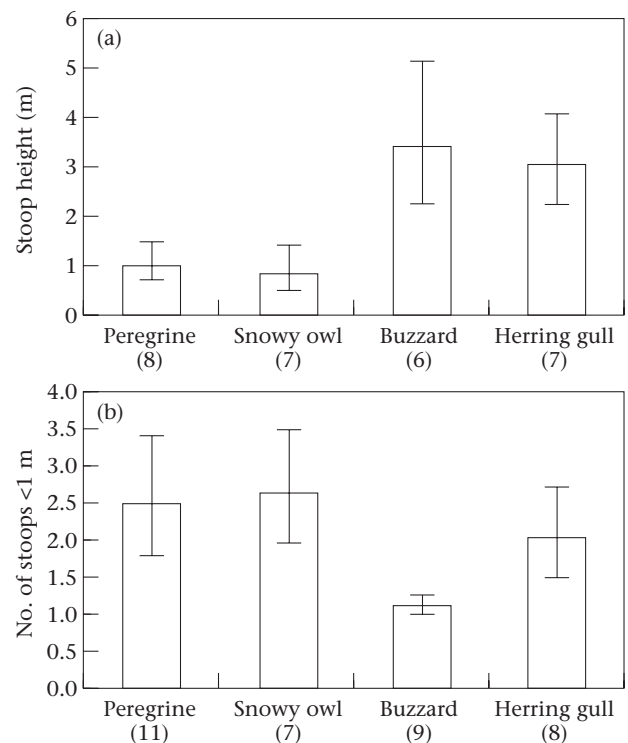 (a)
Stoop height (m)
6
5
4
3
2
1
0
Peregrine Snowy owl Buzzard Herring gull
(8) (7) (6) (7)
(b)
No. of stoops <1 m
4.0
3.5
3.0
2.5
2.0
1.5
1.0
0.5
0.0
Peregrine Snowy owl Buzzard Herring gull
(11) (7) (9) (8)